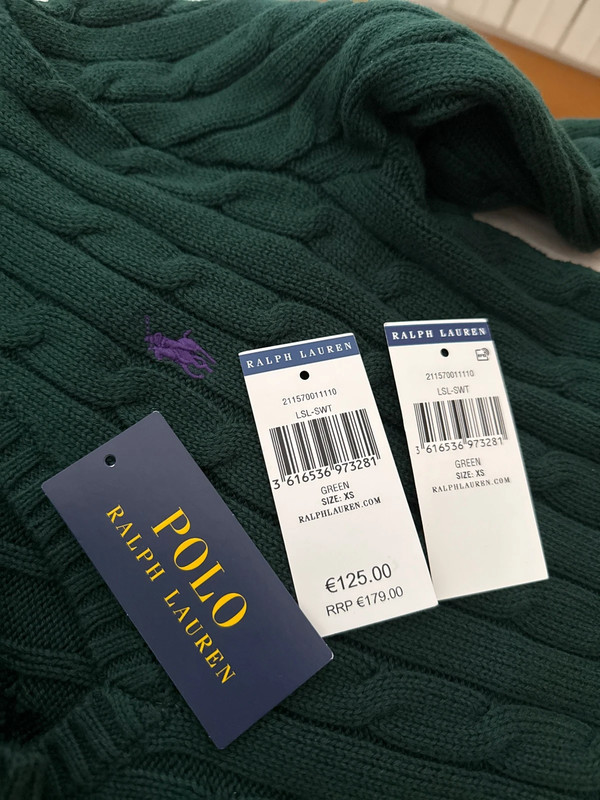 POLO
RALPH LAUREN
RALPH LAUREN
211570011110
LSL-SWT
3 616536 973281
GREEN
SIZE: XS
RALPHLAUREN.COM
€125.00
RRP €179.00
RALPH LAUREN
211570011110
LSL-SWT
3 616536 973281
GREEN
SIZE: XS
RALPHLAUREN.COM